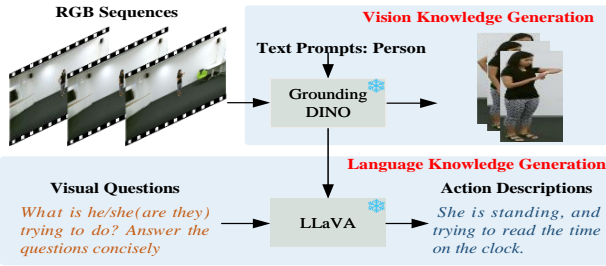 RGB Sequences
Vision Knowledge Generation
Text Prompts: Person
Grounding
DINO
Language Knowledge Generation
Visual Questions
What is he/she(are they)
trying to do? Answer the
questions concisely
LLaVA
Action Descriptions
She is standing, and
trying to read the time
on the clock.